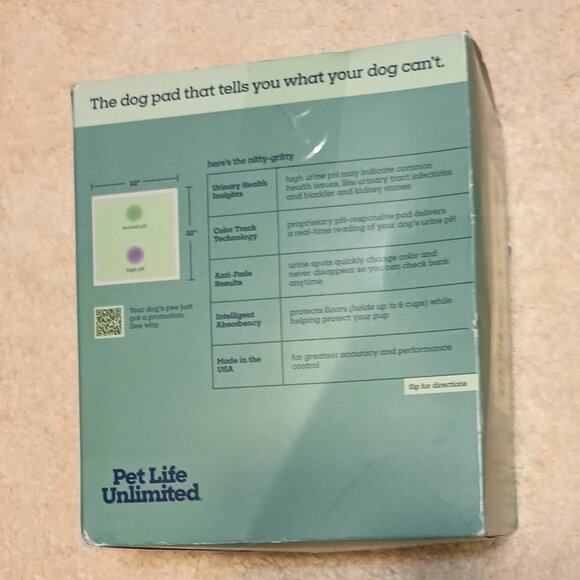 The dog pad that tells you what your dog can't.
here's the nitty-gritty
22"
22"
neutral pH
high pH
Your dog's pee just
got a promotion.
See why.
Urinary Health
Insights
high urine pH may indicate common
health issues, like urinary tract infections
and bladder and kidney stones
Color Track
Technology
proprietary pH-responsive pad delivers
a real-time reading of your dog's urine pH
Anti-Fade
Results
urine spots quickly change color and
never disappear so you can check back
anytime
Intelligent
Absorbency
protects floors (holds up to 6 cups) while
helping protect your pup
Made in the
USA
for greatest accuracy and performance
control
flip for directions
Pet Life
Unlimited